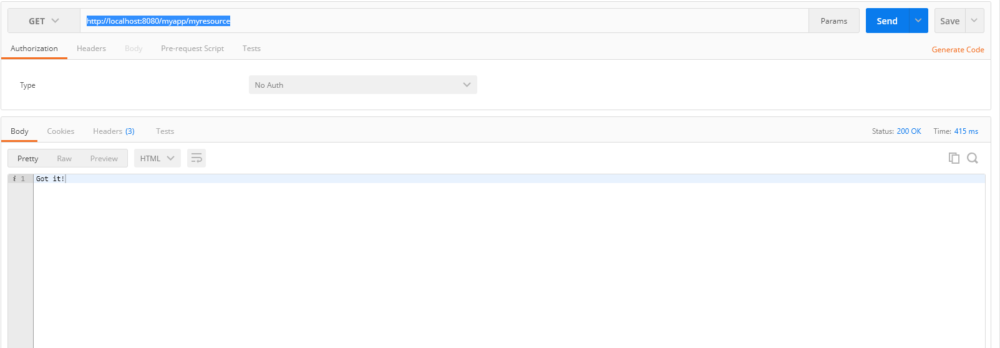 GET http://localhost:8080/myapp/myresource Params Send Save
Authorization Headers Body Pre-request Script Tests Generate Code
Type No Auth
Body Cookies Headers (3) Tests Status: 200 OK Time: 415 ms
Pretty Raw Preview HTML
i 1 Got it!